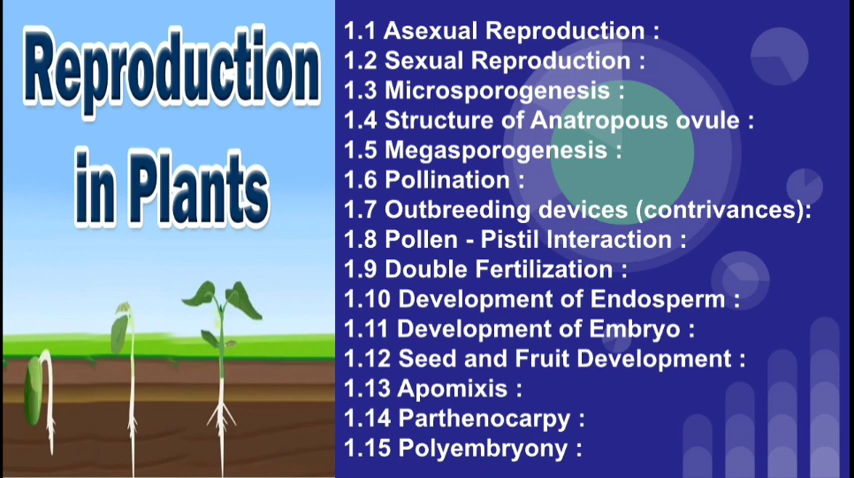 Reproduction
in Plants
1.1 Asexual Reproduction :
1.2 Sexual Reproduction :
1.3 Microsporogenesis :
1.4 Structure of Anatropous ovule :
1.5 Megasporogenesis :
1.6 Pollination :
1.7 Outbreeding devices (contrivances):
1.8 Pollen - Pistil Interaction :
1.9 Double Fertilization :
1.10 Development of Endosperm :
1.11 Development of Embryo :
1.12 Seed and Fruit Development :
1.13 Apomixis :
1.14 Parthenocarpy :
1.15 Polyembryony :